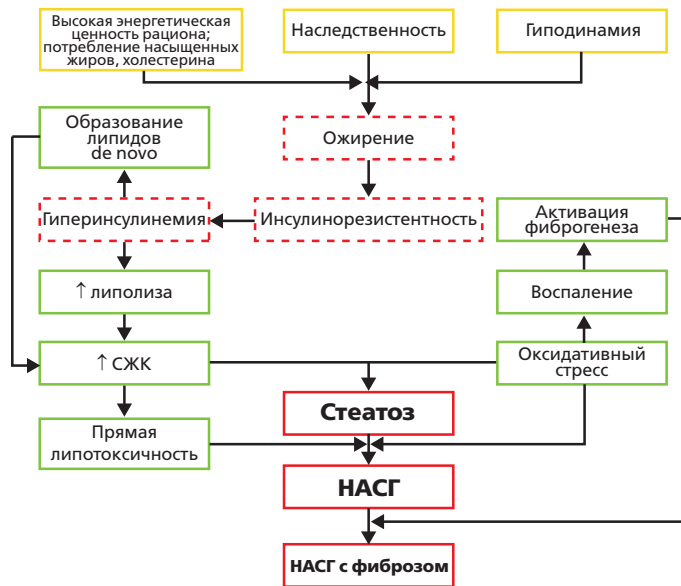 Высокая энергетическая
ценность рациона;
потребление насыщенных
жиров, холестерина
Наследственность
Гиподинамия
Образование
липидов
de novo
Ожирение
Гиперинсулинемия
Инсулинорезистентность
Активация
фиброгенеза
↑ липолиза
Воспаление
↑ СЖК
Оксидативный
стресс
Стеатоз
Прямая
липотоксичность
НАСГ
НАСГ с фиброзом